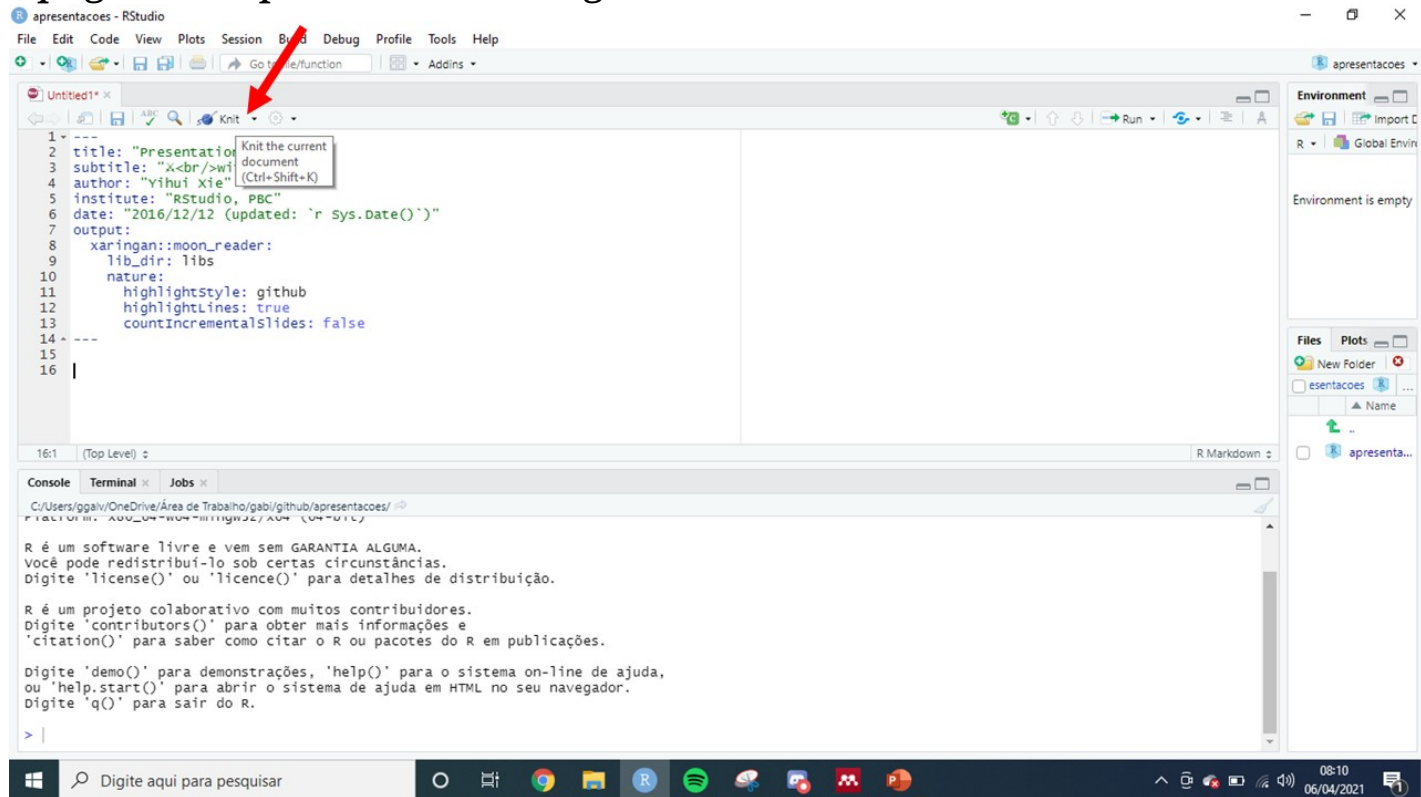 apresentacoes - RStudio
File Edit Code View Plots Session Build Debug Profile Tools Help
Go to file/function Addins apresentacoes
Untitled1* Environment
ABC Knit Run Import D
1 --- R Global Envir
2 title: "Presentation
Knit the current
document
(Ctrl+Shift+K)
3 subtitle: "⚔<br/>wi
4 author: "Yihui Xie"
5 institute: "RStudio, PBC" Environment is empty
6 date: "2016/12/12 (updated: `r Sys.Date()`)"
7 output:
8 xaringan::moon_reader:
9 lib_dir: libs
10 nature:
11 highlightStyle: github
12 highlightLines: true
13 countIncrementalSlides: false
14 ---
15
16
Files Plots
New Folder
esentacoes ...
Name
..
apresenta...
16:1 (Top Level) R Markdown
Console Terminal Jobs
C:/Users/ggalv/OneDrive/Área de Trabalho/gabi/github/apresentacoes/
Platform: x86_64-w64-mingw32/x64 (64-bit)
R é um software livre e vem sem GARANTIA ALGUMA.
Você pode redistribuí-lo sob certas circunstâncias.
Digite 'license()' ou 'licence()' para detalhes de distribuição.
R é um projeto colaborativo com muitos contribuidores.
Digite 'contributors()' para obter mais informações e
'citation()' para saber como citar o R ou pacotes do R em publicações.
Digite 'demo()' para demonstrações, 'help()' para o sistema on-line de ajuda,
ou 'help.start()' para abrir o sistema de ajuda em HTML no seu navegador.
Digite 'q()' para sair do R.
>
Digite aqui para pesquisar
08:10
06/04/2021